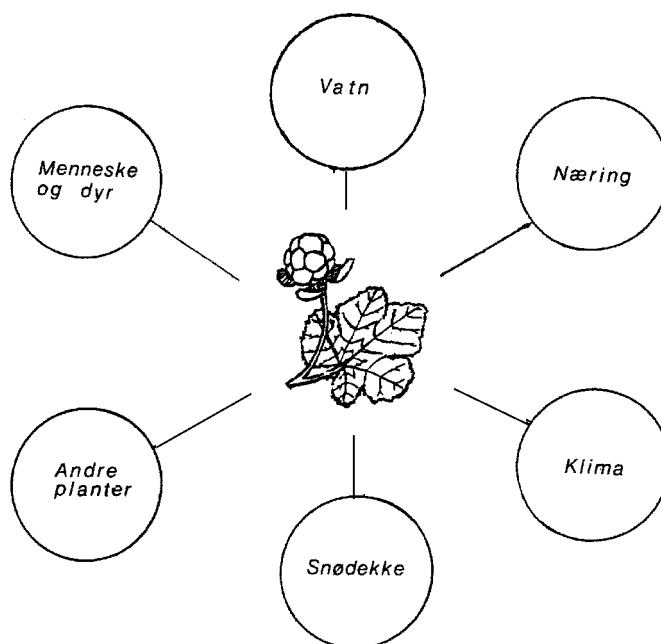 Vatn
Menneske
og dyr
Næring
Andre
planter
Klima
Snødekke